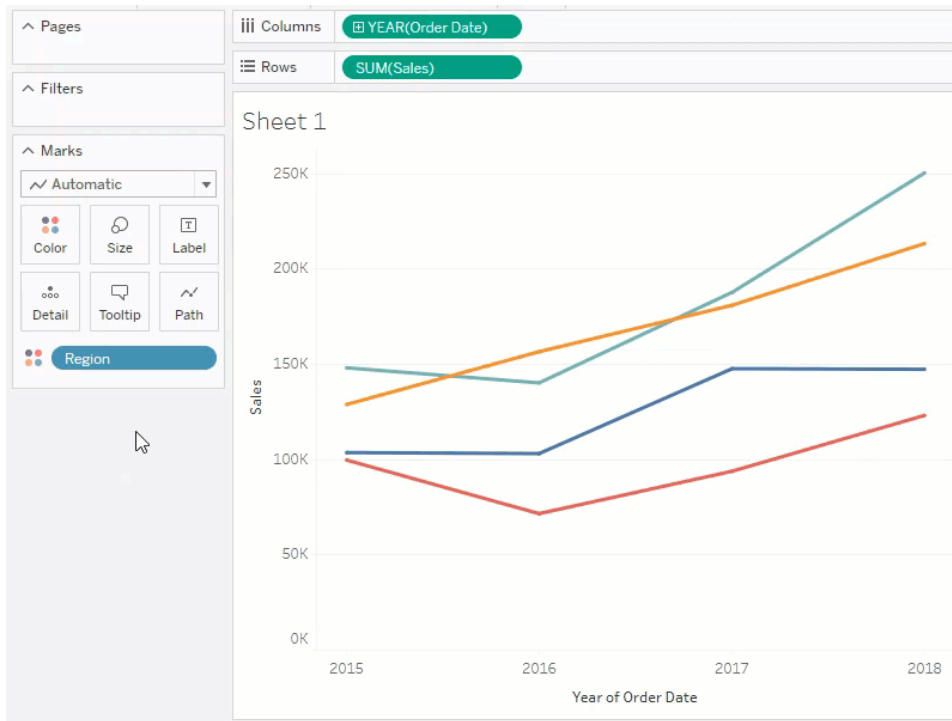 Pages
Columns
YEAR(Order Date)
Rows
SUM(Sales)
Filters
Marks
Automatic
Color
Size
T
Label
Detail
Tooltip
Path
Region
Sheet 1
250K
200K
150K
100K
50K
0K
Sales
2015
2016
2017
2018
Year of Order Date